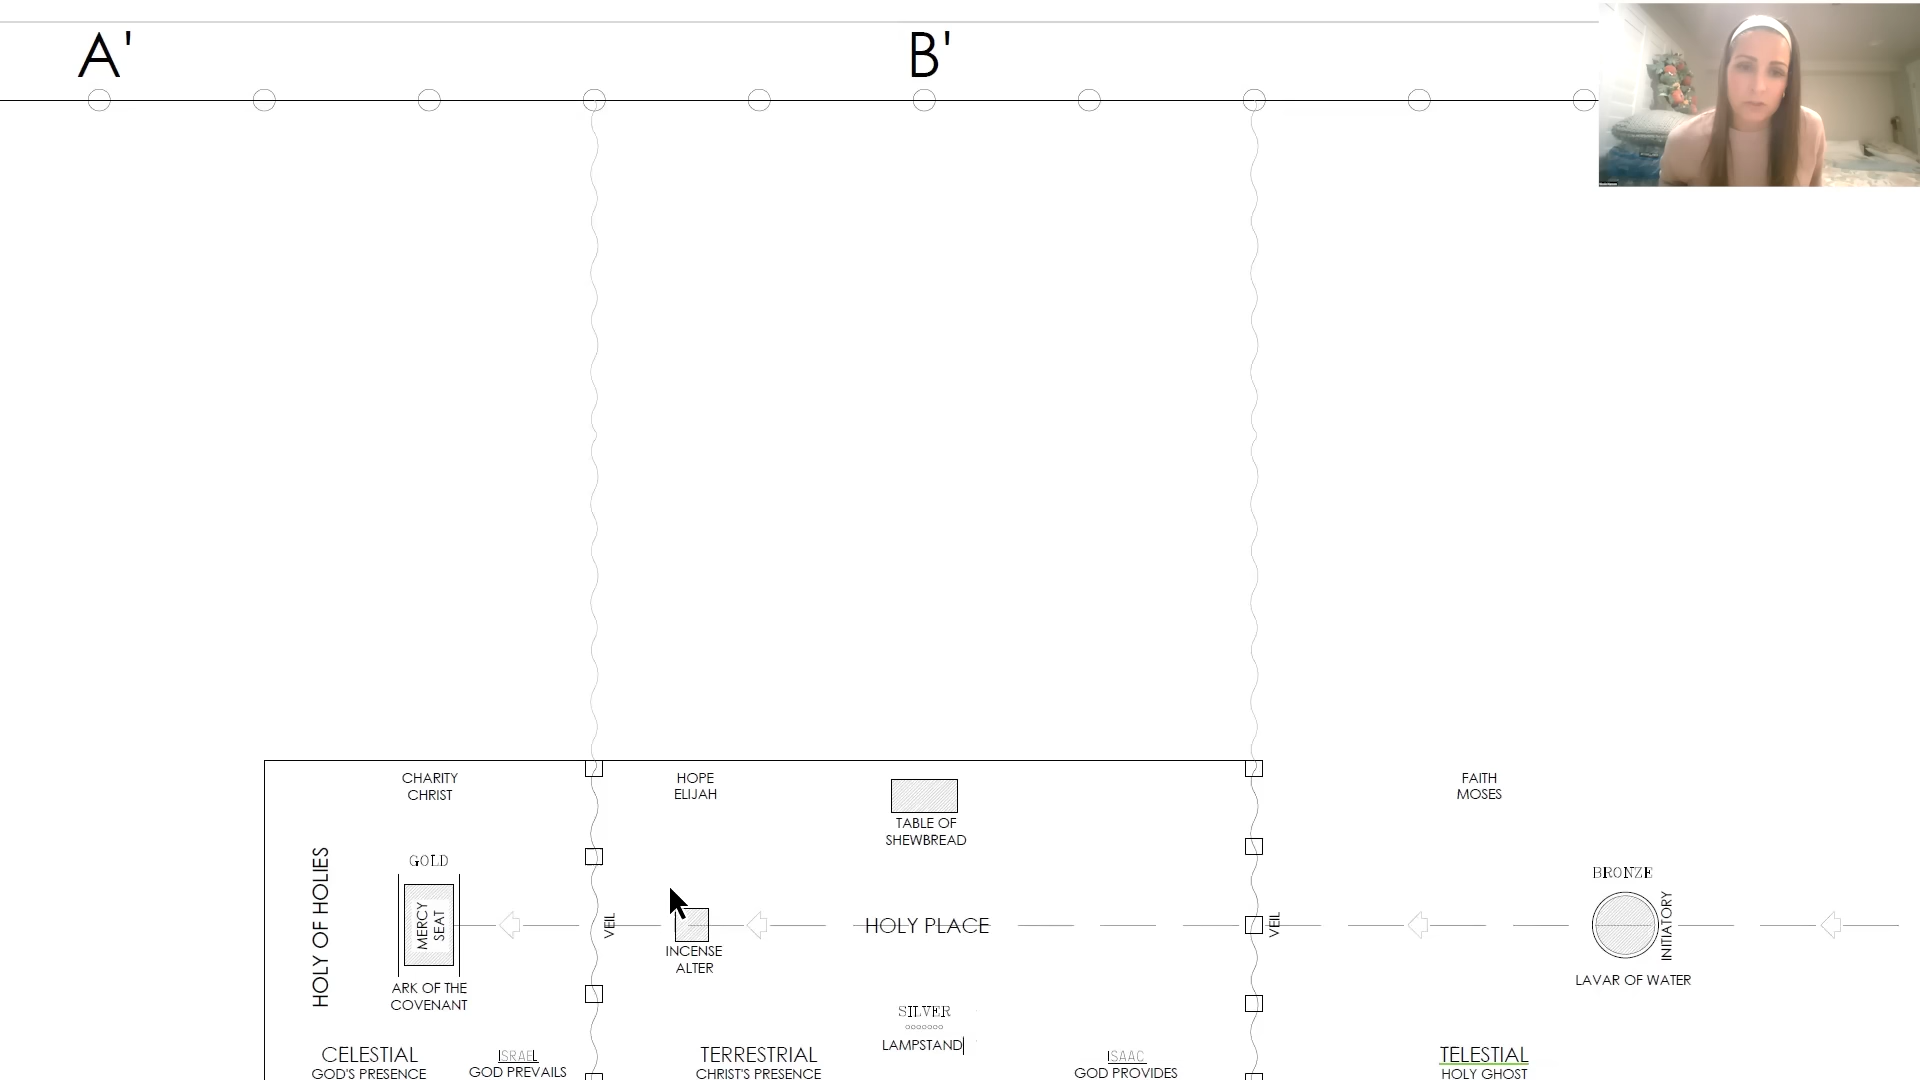 A'
B'
CHARITY
CHRIST
HOPE
ELIJAH
TABLE OF
SHEWBREAD
FAITH
MOSES
HOLY OF HOLIES
GOLD
MERCY
SEAT
ARK OF THE
COVENANT
VEIL
INCENSE
ALTER
HOLY PLACE
VEIL
BRONZE
INITIATORY
LAVAR OF WATER
SILVER
LAMPSTAND
CELESTIAL
GOD'S PRESENCE
ISRAEL
GOD PREVAILS
TERRESTRIAL
CHRIST'S PRESENCE
ISAAC
GOD PROVIDES
TELESTIAL
HOLY GHOST